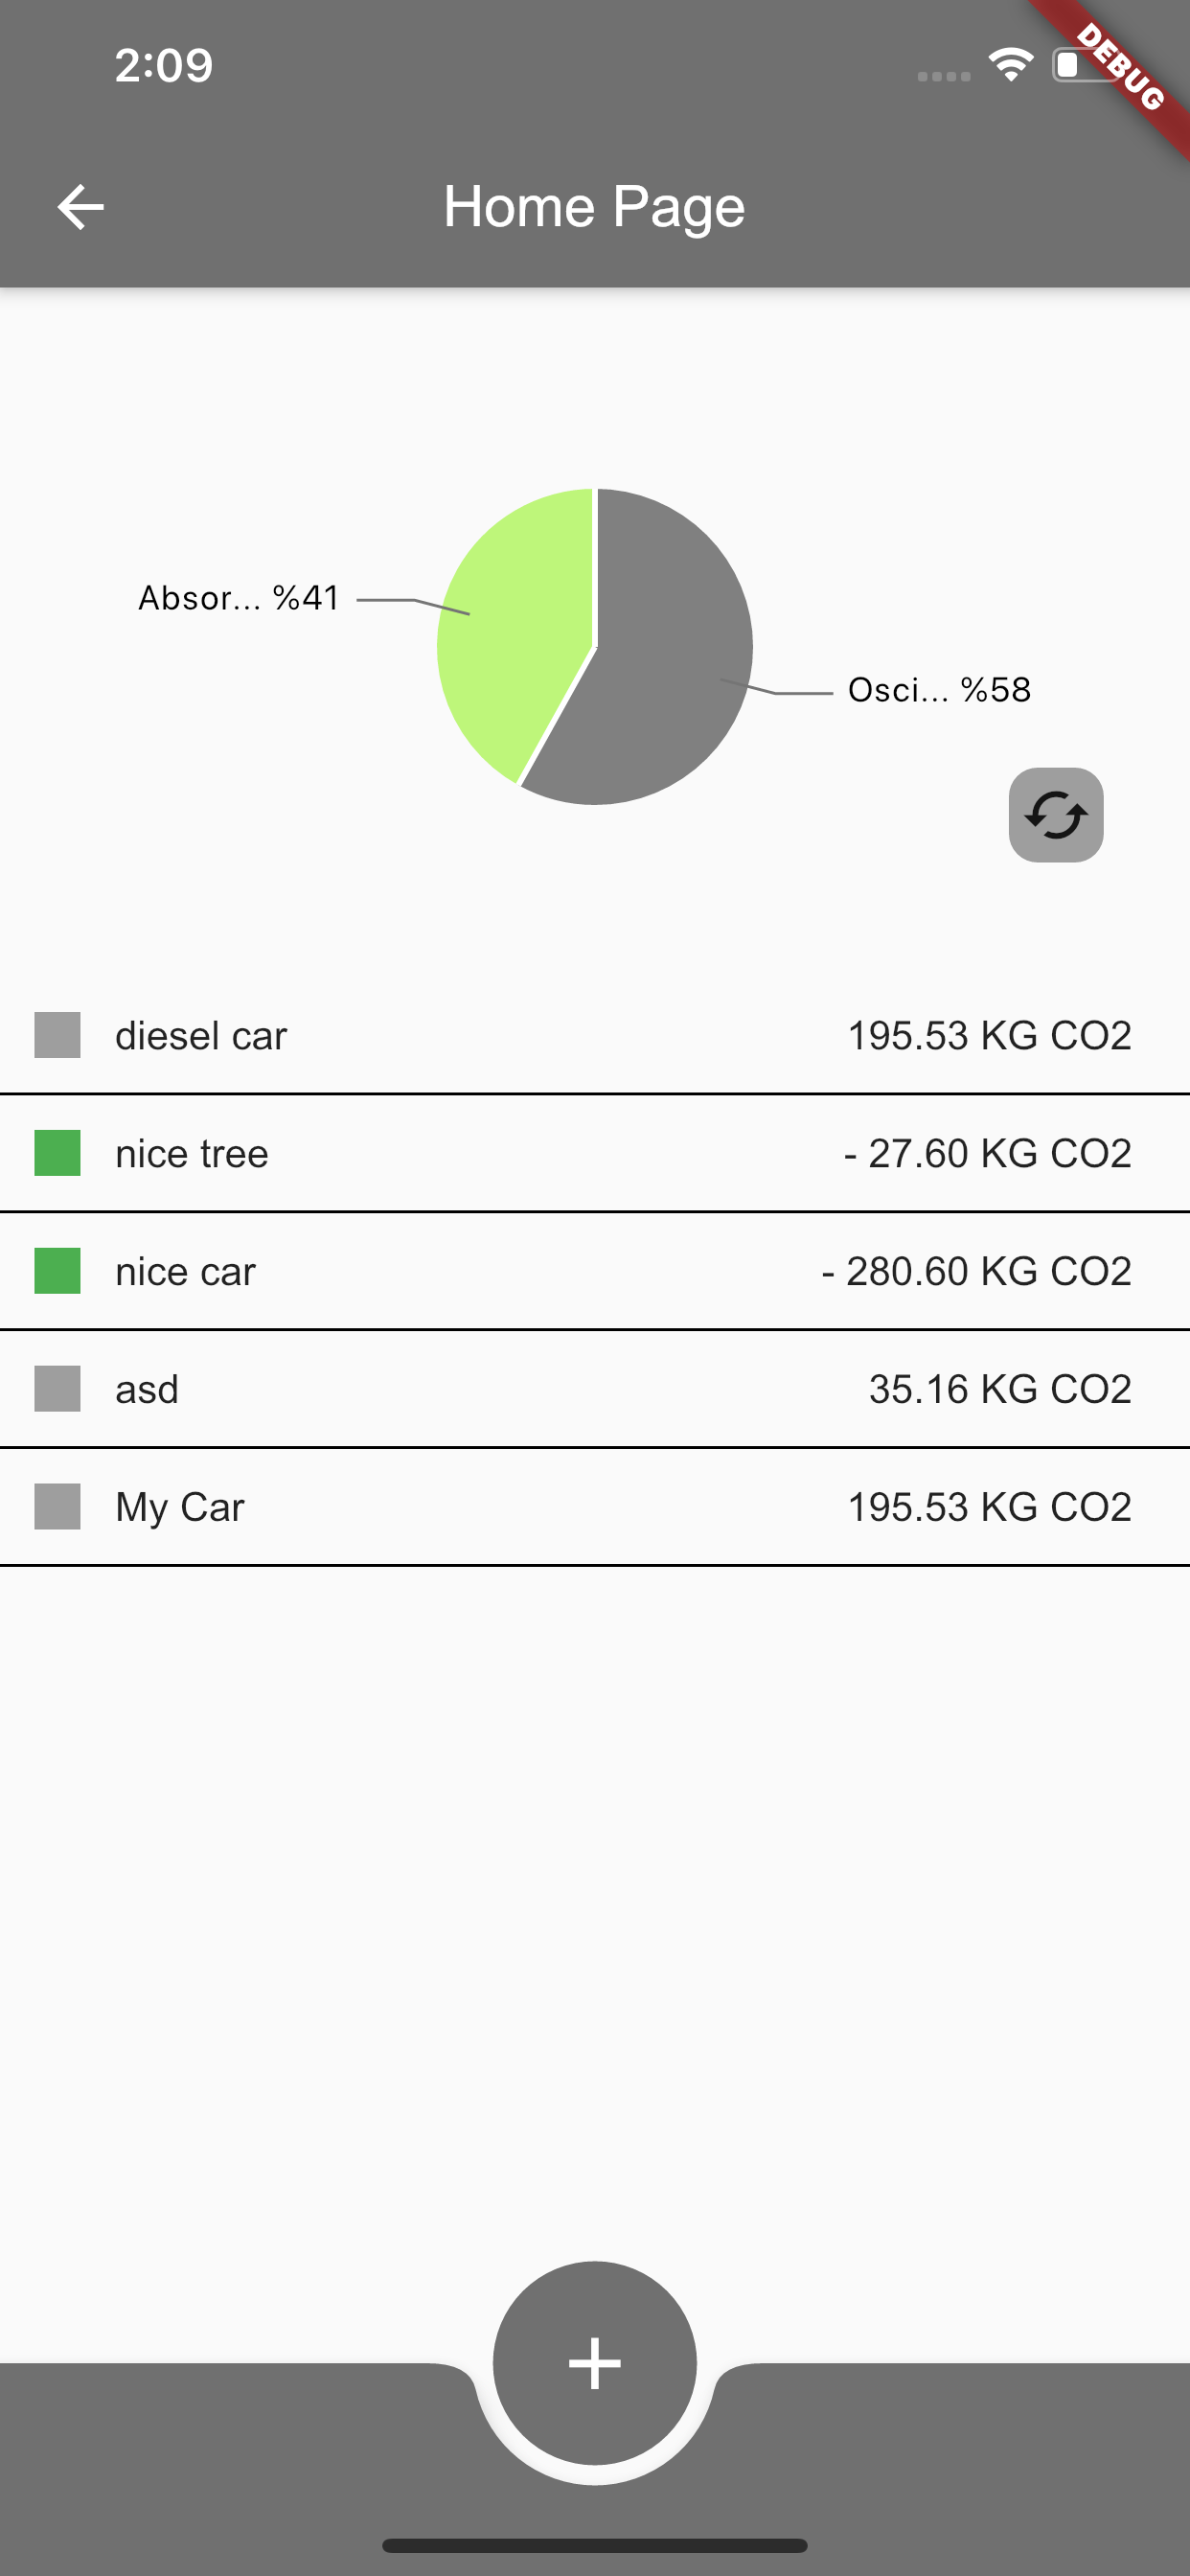 2:09
DEBUG
Home Page
Absor... %41
Osci... %58
diesel car 195.53 KG CO2
nice tree - 27.60 KG CO2
nice car - 280.60 KG CO2
asd 35.16 KG CO2
My Car 195.53 KG CO2